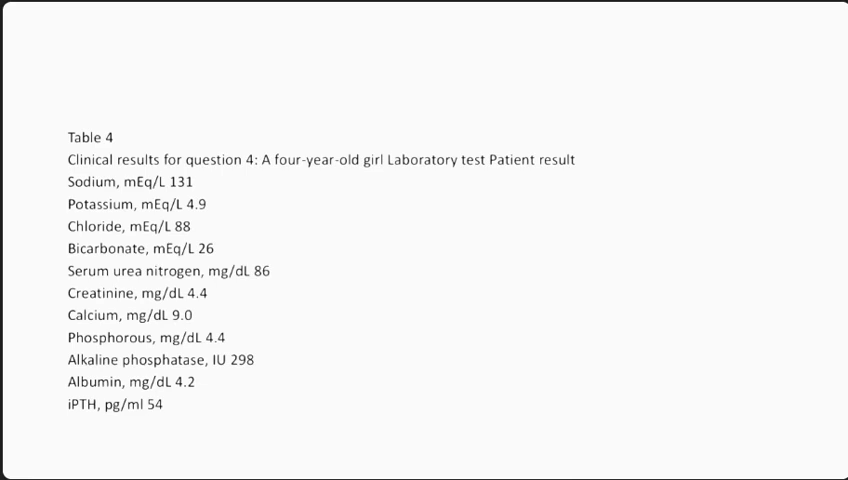 Table 4
Clinical results for question 4: A four-year-old girl Laboratory test Patient result
Sodium, mEq/L 131
Potassium, mEq/L 4.9
Chloride, mEq/L 88
Bicarbonate, mEq/L 26
Serum urea nitrogen, mg/dL 86
Creatinine, mg/dL 4.4
Calcium, mg/dL 9.0
Phosphorous, mg/dL 4.4
Alkaline phosphatase, IU 298
Albumin, mg/dL 4.2
iPTH, pg/ml 54